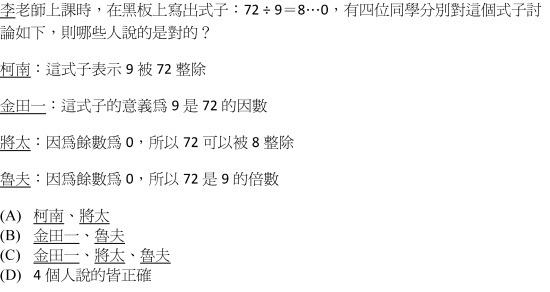 李老師上課時，在黑板上寫出式子：72 ÷ 9＝8…0，有四位同學分別對這個式子討
論如下，則哪些人說的是對的？
柯南：這式子表示 9 被 72 整除
金田一：這式子的意義為 9 是 72 的因數
將太：因為餘數為 0，所以 72 可以被 8 整除
魯夫：因為餘數為 0，所以 72 是 9 的倍數
(A) 柯南、將太
(B) 金田一、魯夫
(C) 金田一、將太、魯夫
(D) 4 個人說的皆正確